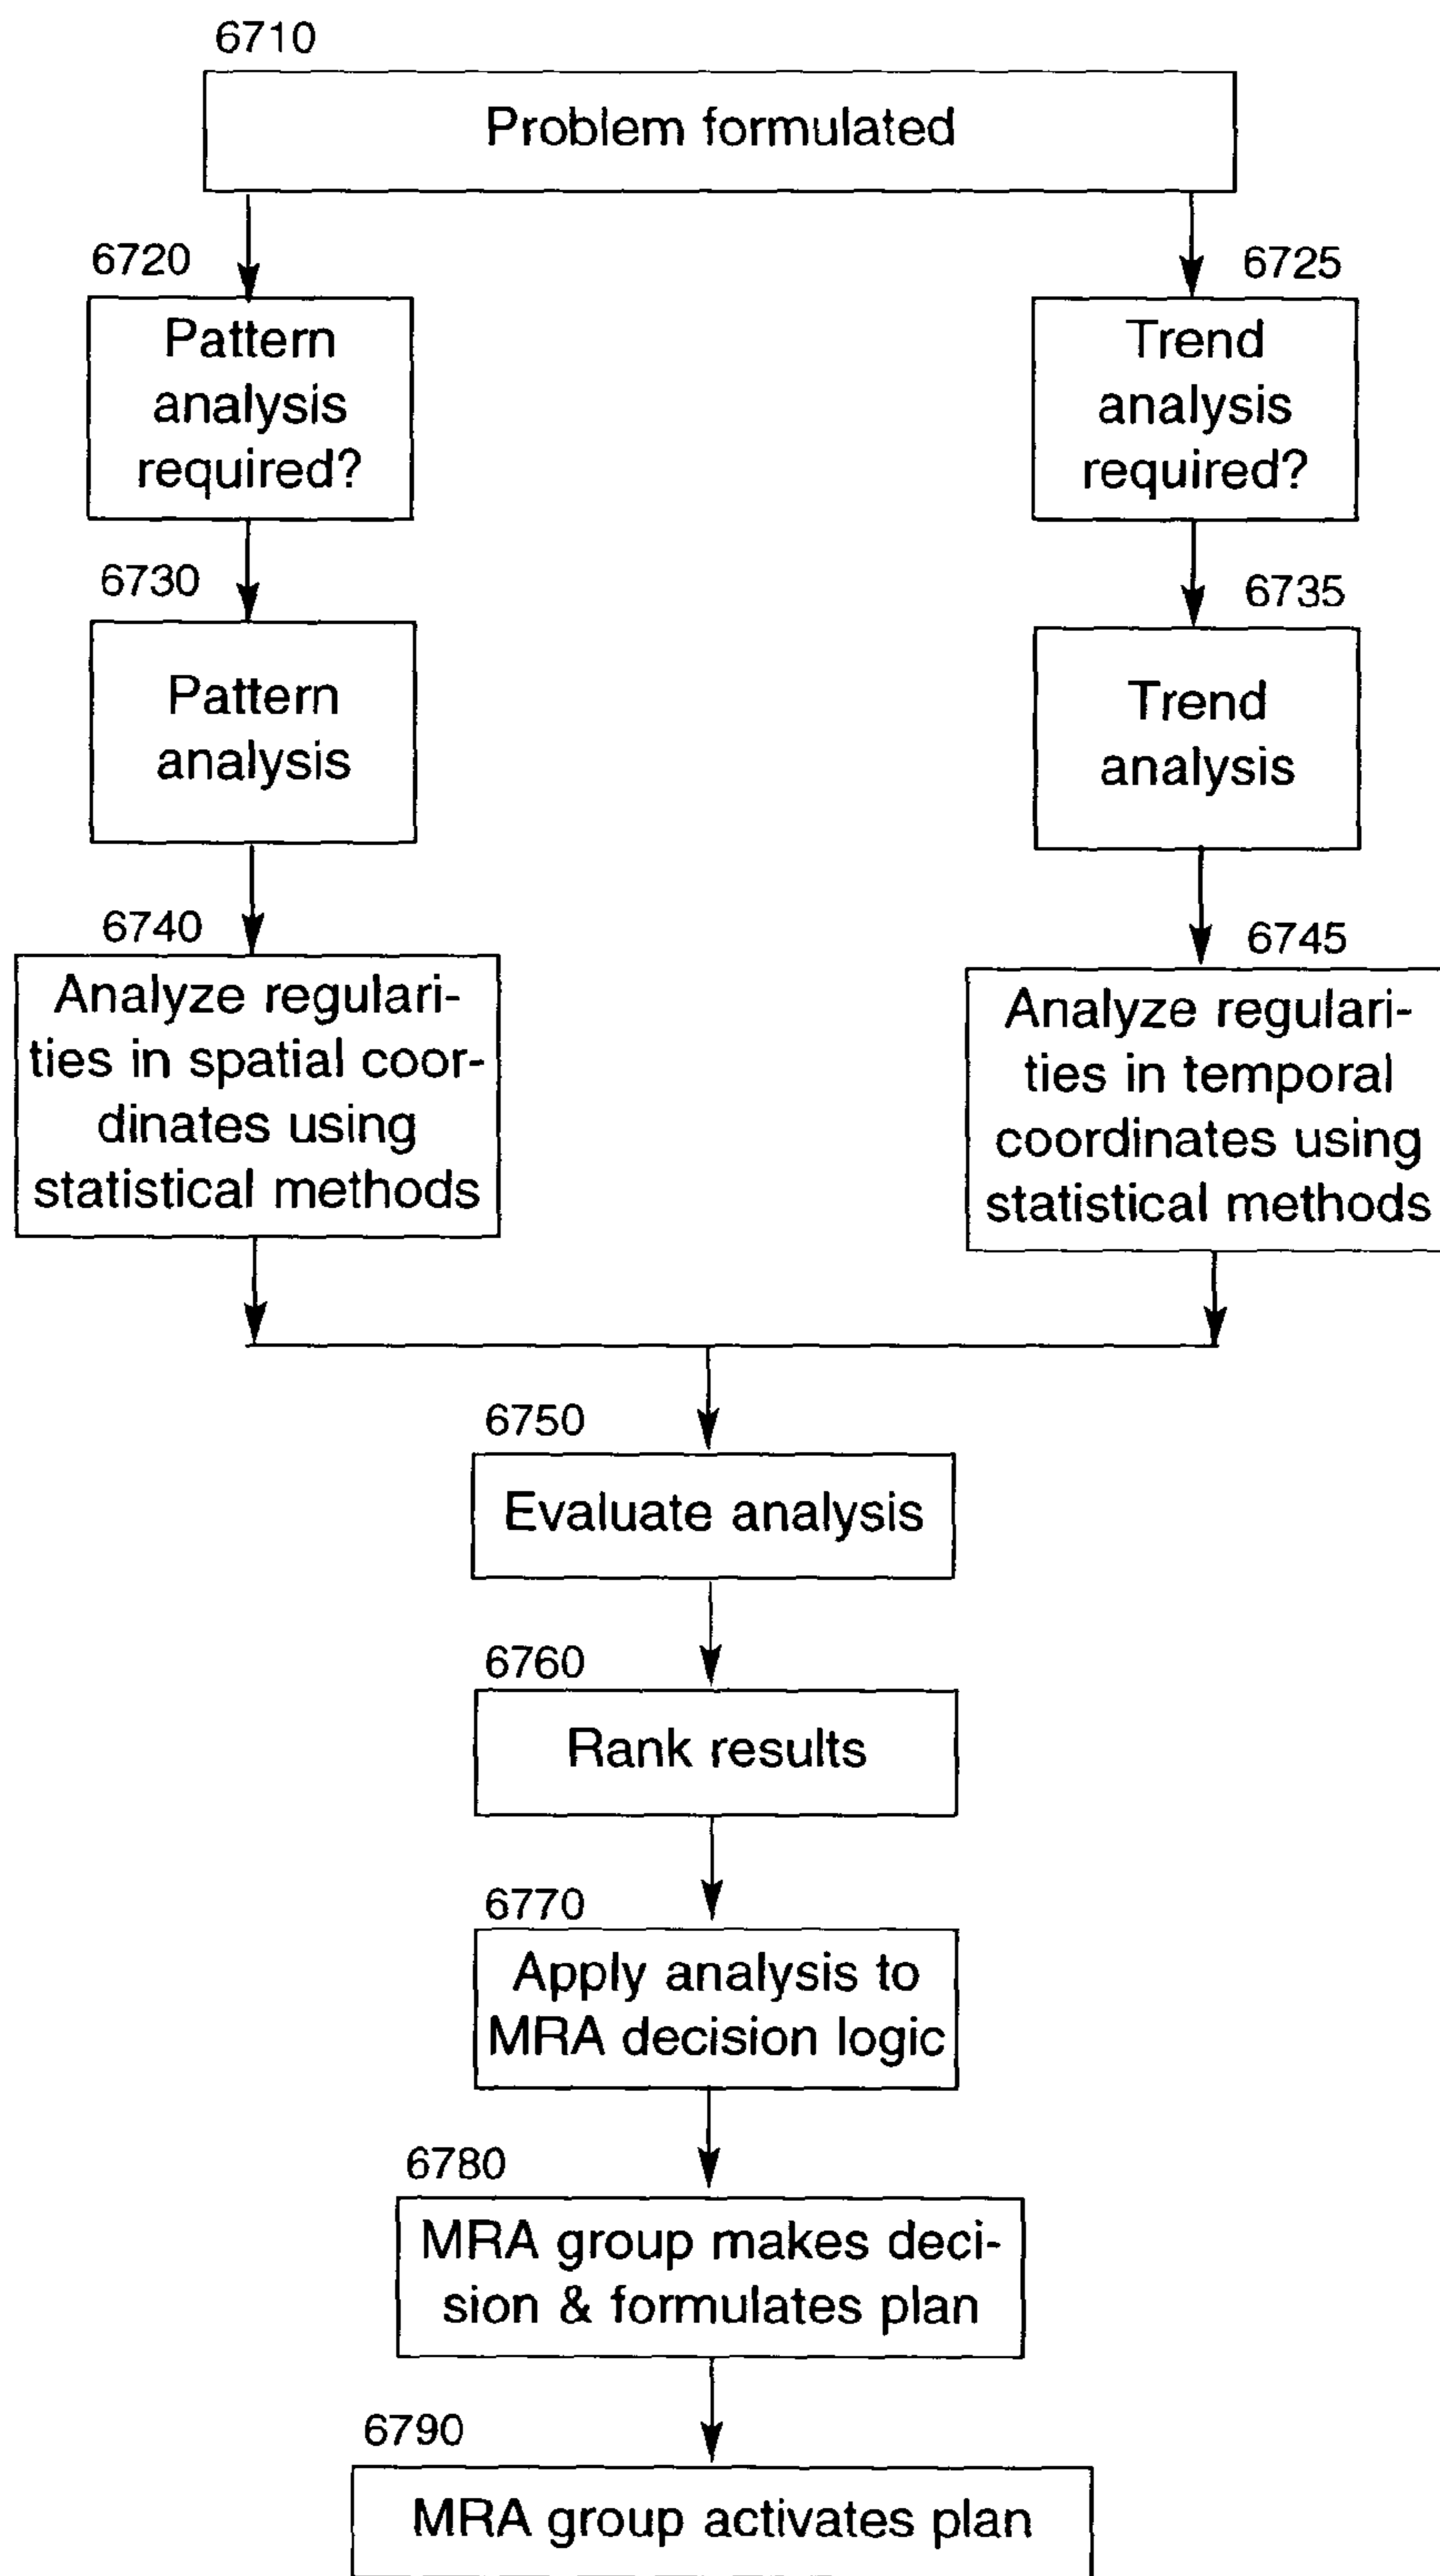 6710
Problem formulated
6720
Pattern
analysis
required?
6725
Trend
analysis
required?
6730
Pattern
analysis
6735
Trend
analysis
6740
Analyze regulari-
ties in spatial coor-
dinates using
statistical methods
6745
Analyze regulari-
ties in temporal
coordinates using
statistical methods
6750
Evaluate analysis
6760
Rank results
6770
Apply analysis to
MRA decision logic
6780
MRA group makes deci-
sion & formulates plan
6790
MRA group activates plan